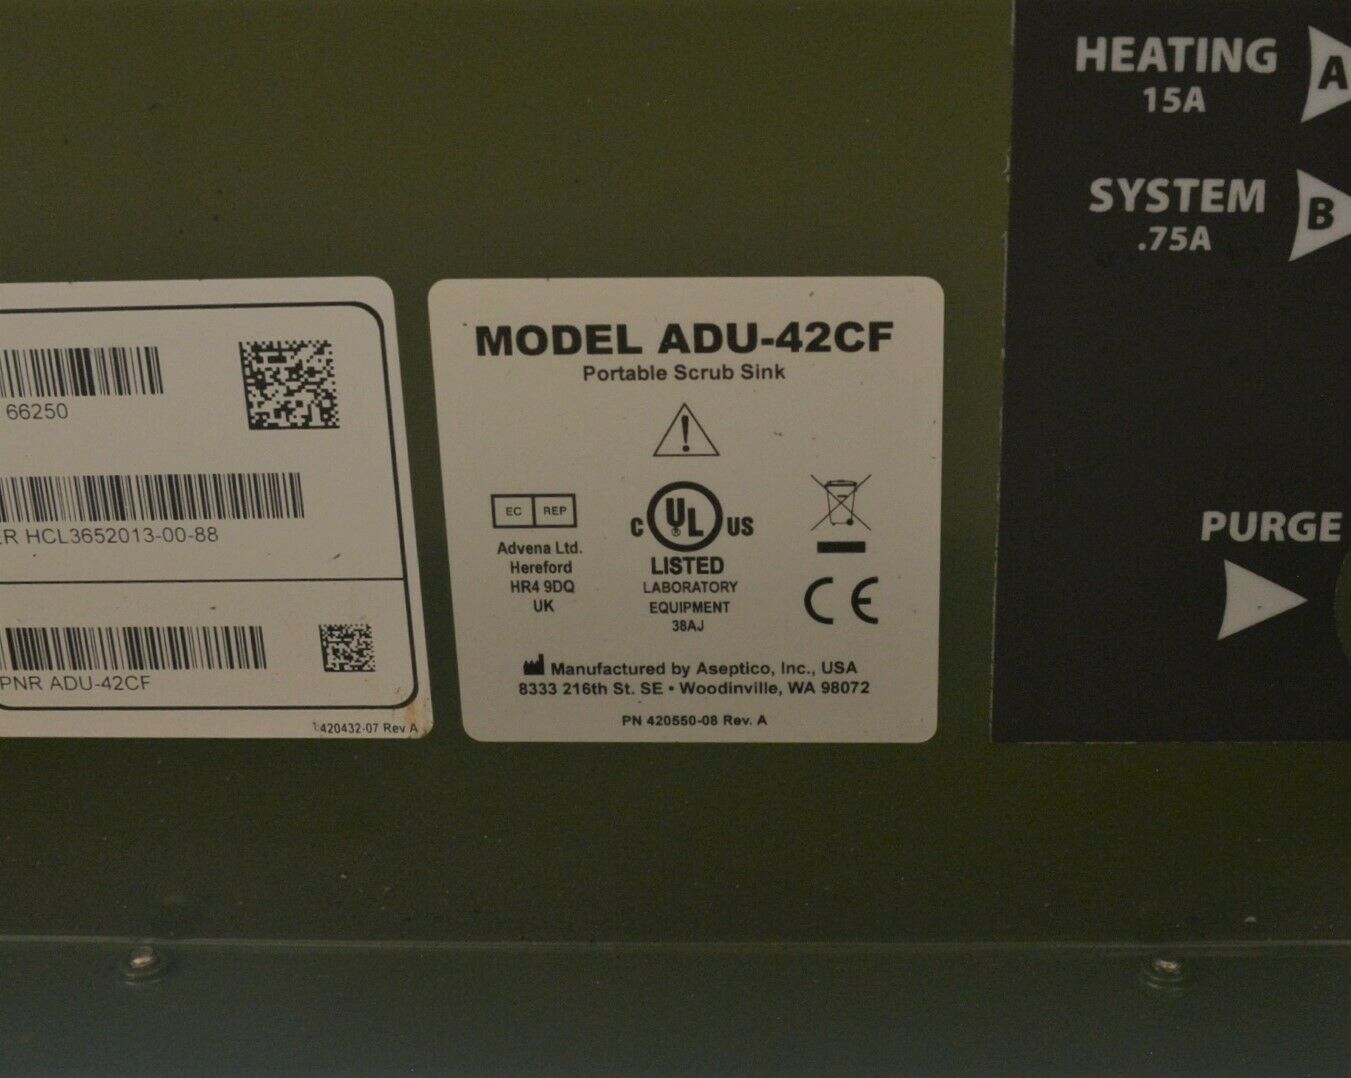 66250
ER HCL3652013-00-88
PNR ADU-42CF
420432-07 Rev A
MODEL ADU-42CF
Portable Scrub Sink
EC REP
Advena Ltd.
Hereford
HR4 9DQ
UK
C UL US
®
LISTED
LABORATORY
EQUIPMENT
38AJ
CE
Manufactured by Aseptico, Inc., USA
8333 216th St. SE • Woodinville, WA 98072
PN 420550-08 Rev. A
HEATING A
15A
SYSTEM B
.75A
PURGE